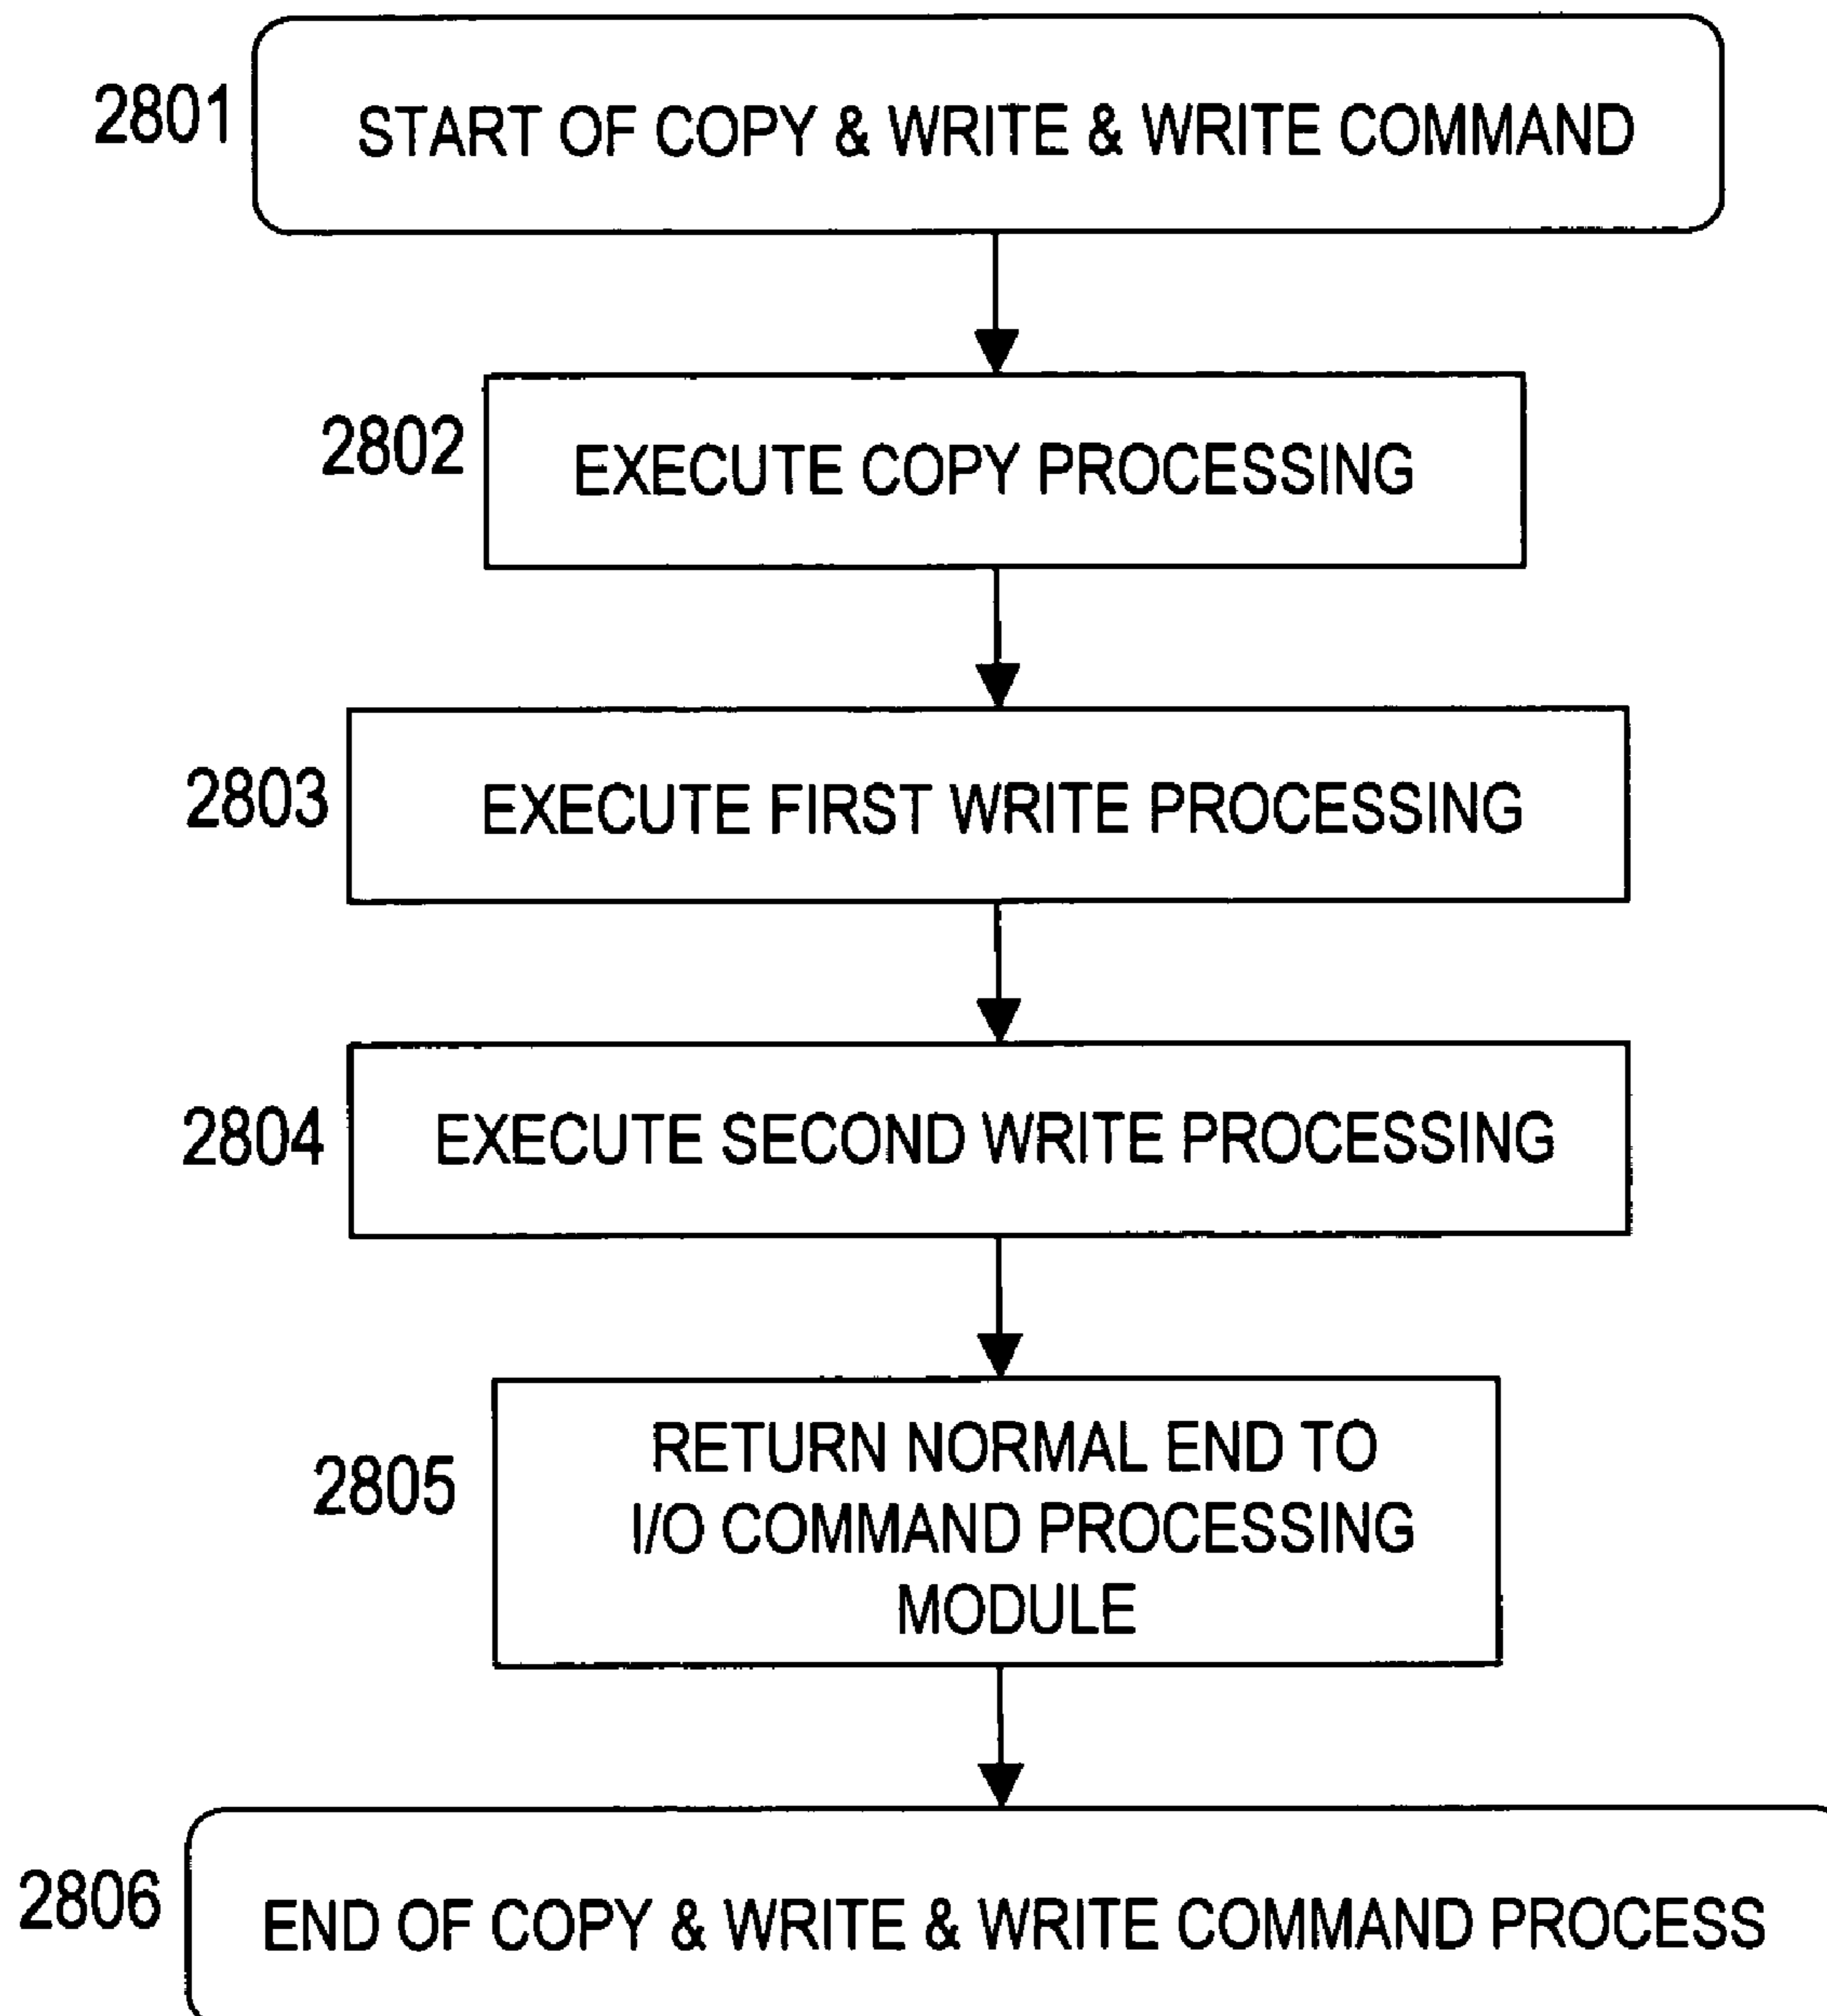 2801
START OF COPY & WRITE & WRITE COMMAND
2802
EXECUTE COPY PROCESSING
2803
EXECUTE FIRST WRITE PROCESSING
2804
EXECUTE SECOND WRITE PROCESSING
2805
RETURN NORMAL END TO
I/O COMMAND PROCESSING
MODULE
2806
END OF COPY & WRITE & WRITE COMMAND PROCESS